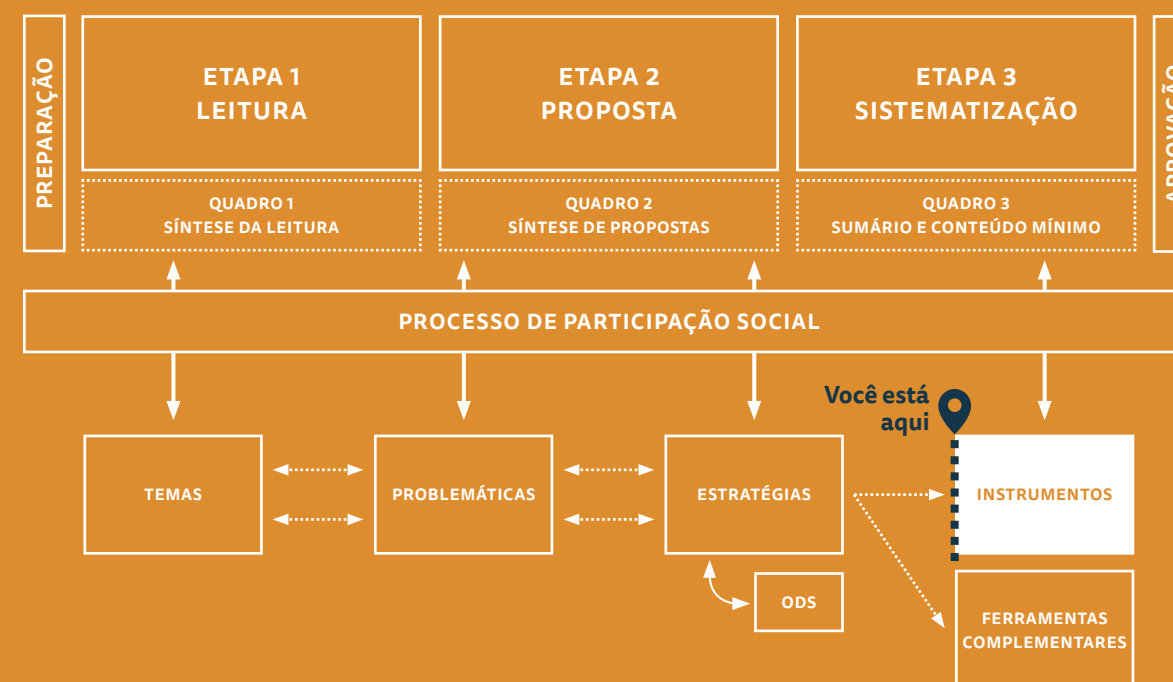 PREPARAÇÃO
ETAPA 1
LEITURA
ETAPA 2
PROPOSTA
ETAPA 3
SISTEMATIZAÇÃO
APROVAÇÃO
QUADRO 1
SÍNTESE DA LEITURA
QUADRO 2
SÍNTESE DE PROPOSTAS
QUADRO 3
SUMÁRIO E CONTEÚDO MÍNIMO
PROCESSO DE PARTICIPAÇÃO SOCIAL
Você está
aqui
TEMAS
PROBLEMÁTICAS
ESTRATÉGIAS
INSTRUMENTOS
ODS
FERRAMENTAS
COMPLEMENTARES